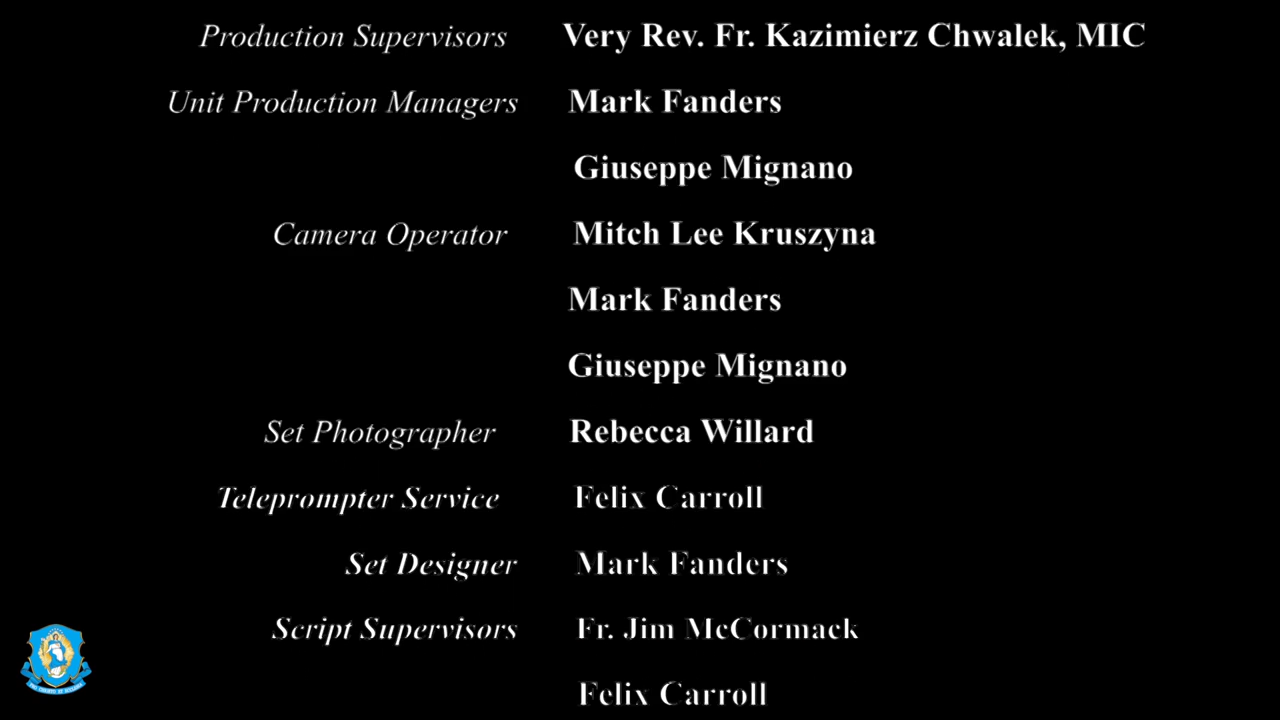 Production Supervisors Very Rev. Fr. Kazimierz Chwalek, MIC
Unit Production Managers Mark Fanders
Giuseppe Mignano
Camera Operator Mitch Lee Kruszyna
Mark Fanders
Giuseppe Mignano
Set Photographer Rebecca Willard
Teleprompter Service Felix Carroll
Set Designer Mark Fanders
Script Supervisors Fr. Jim McCormack
Felix Carroll